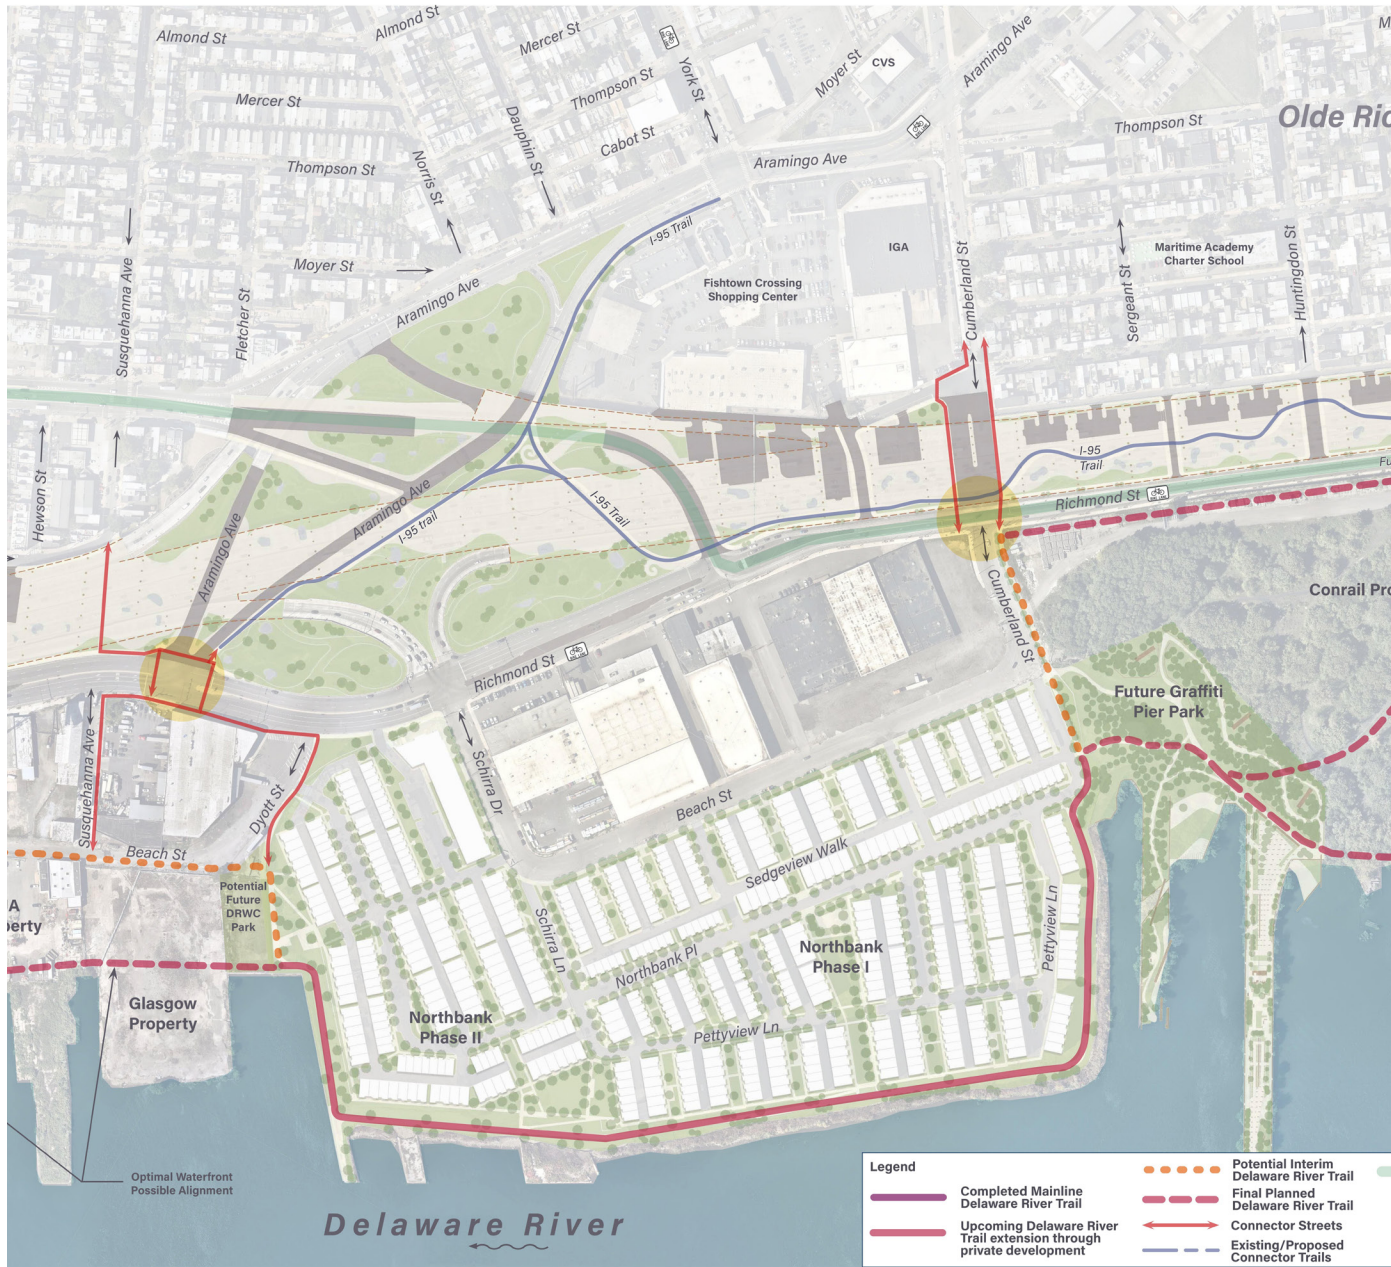 Almond St
Almond St
Mercer St
York St
Moyer St
CVS
Aramingo Ave
Mercer St
Thompson St
Dauphin St
Cabot St
Thompson St
Olde Ric
Thompson St
Norris St
Aramingo Ave
Susquehanna Ave
Moyer St
Fletcher St
Aramingo Ave
I-95 Trail
Fishtown Crossing
Shopping Center
IGA
Cumberland St
Sergeant St
Maritime Academy
Charter School
Huntingdon St
Hewson St
Aramingo Ave
Aramingo Ave
I-95 trail
I-95 Trail
I-95
Trail
Richmond St
Fu
Cumberland St
Conrail Pro
Richmond St
Future Graffiti
Pier Park
Susquehanna Ave
Dyott St
Schirra Dr
Beach St
Beach St
Sedgeview Walk
Potential
Future
DRWC
Park
A
perty
Schirra Ln
Northbank Pl
Northbank
Phase I
Pettyview Ln
Glasgow
Property
Northbank
Phase II
Pettyview Ln
Optimal Waterfront
Possible Alignment
Delaware River
Legend
Completed Mainline
Delaware River Trail
Upcoming Delaware River
Trail extension through
private development
Potential Interim
Delaware River Trail
Final Planned
Delaware River Trail
Connector Streets
Existing/Proposed
Connector Trails